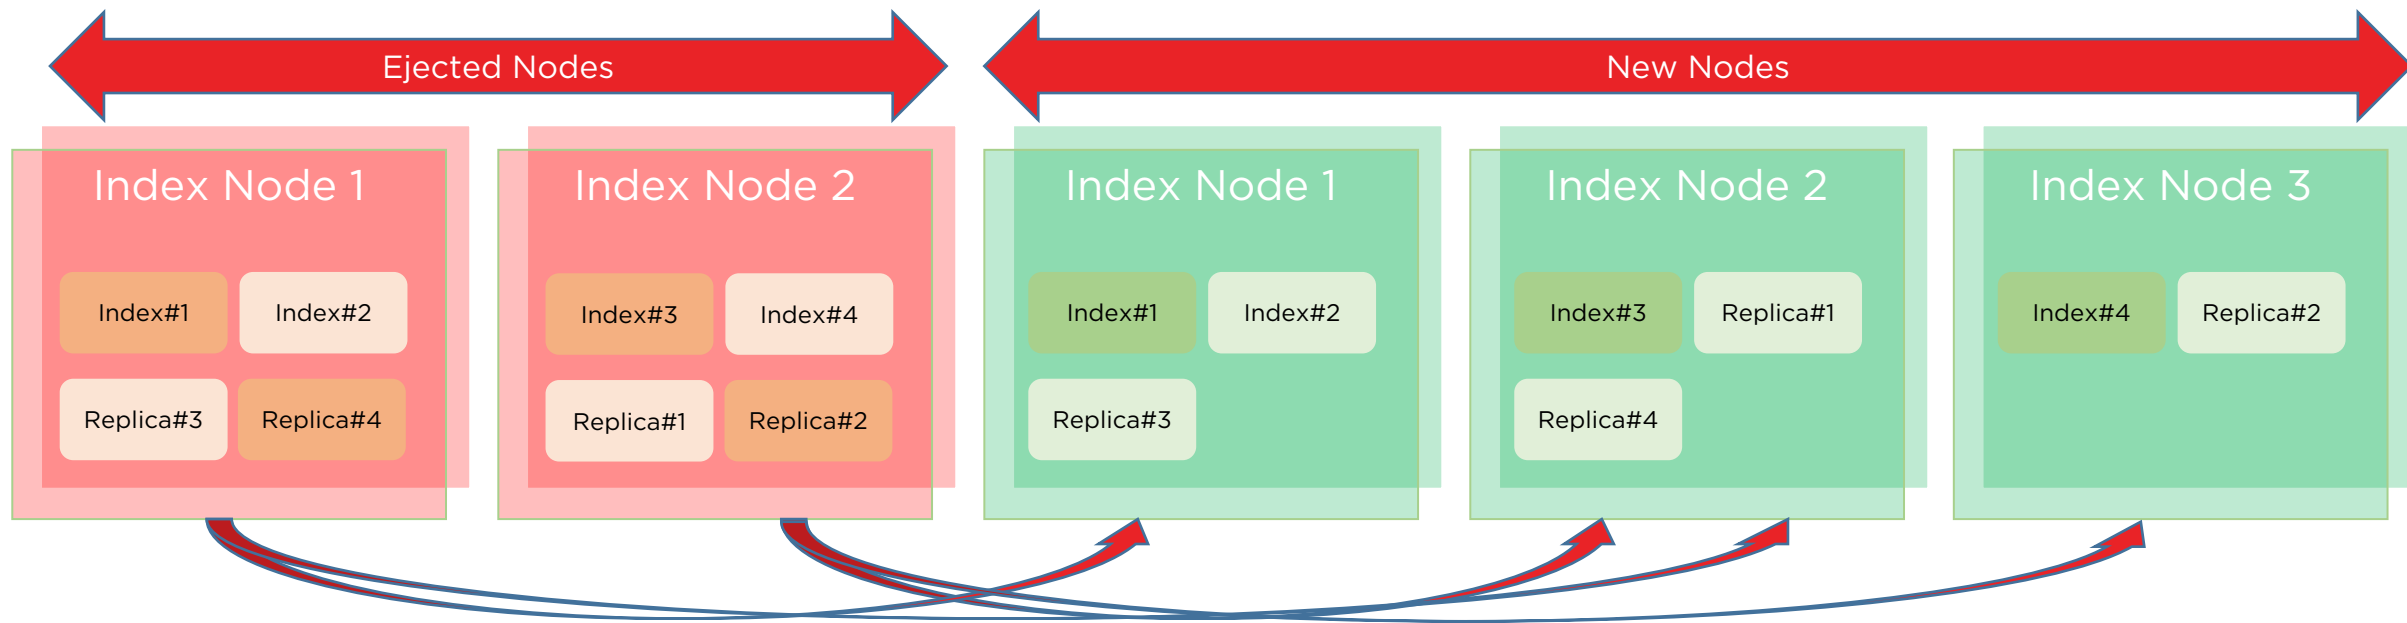 Ejected Nodes
New Nodes
Index Node 1
Index#1
Index#2
Replica#3
Replica#4
Index Node 2
Index#3
Index#4
Replica#1
Replica#2
Index Node 1
Index#1
Index#2
Replica#3
Index Node 2
Index#3
Replica#1
Replica#4
Index Node 3
Index#4
Replica#2